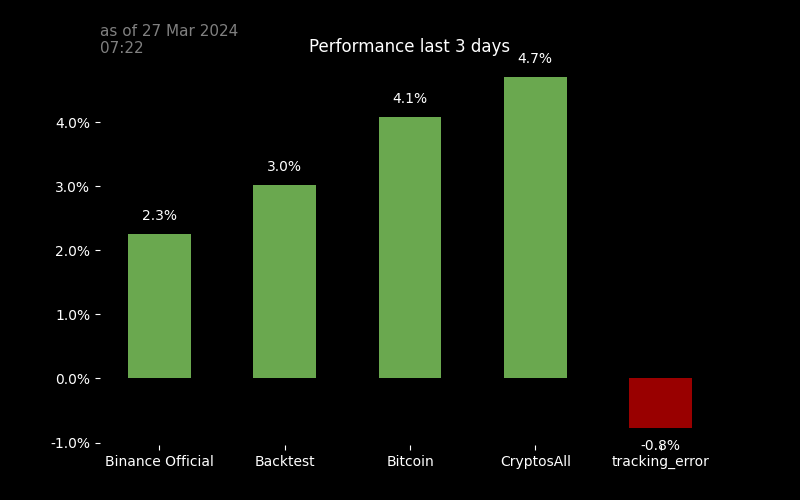 as of 27 Mar 2024
07:22
Performance last 3 days
4.7%
4.1%
4.0%
3.0%
3.0%
2.3%
2.0%
1.0%
0.0%
-1.0%
-0.8%
Binance Official
Backtest
Bitcoin
CryptosAll
tracking_error